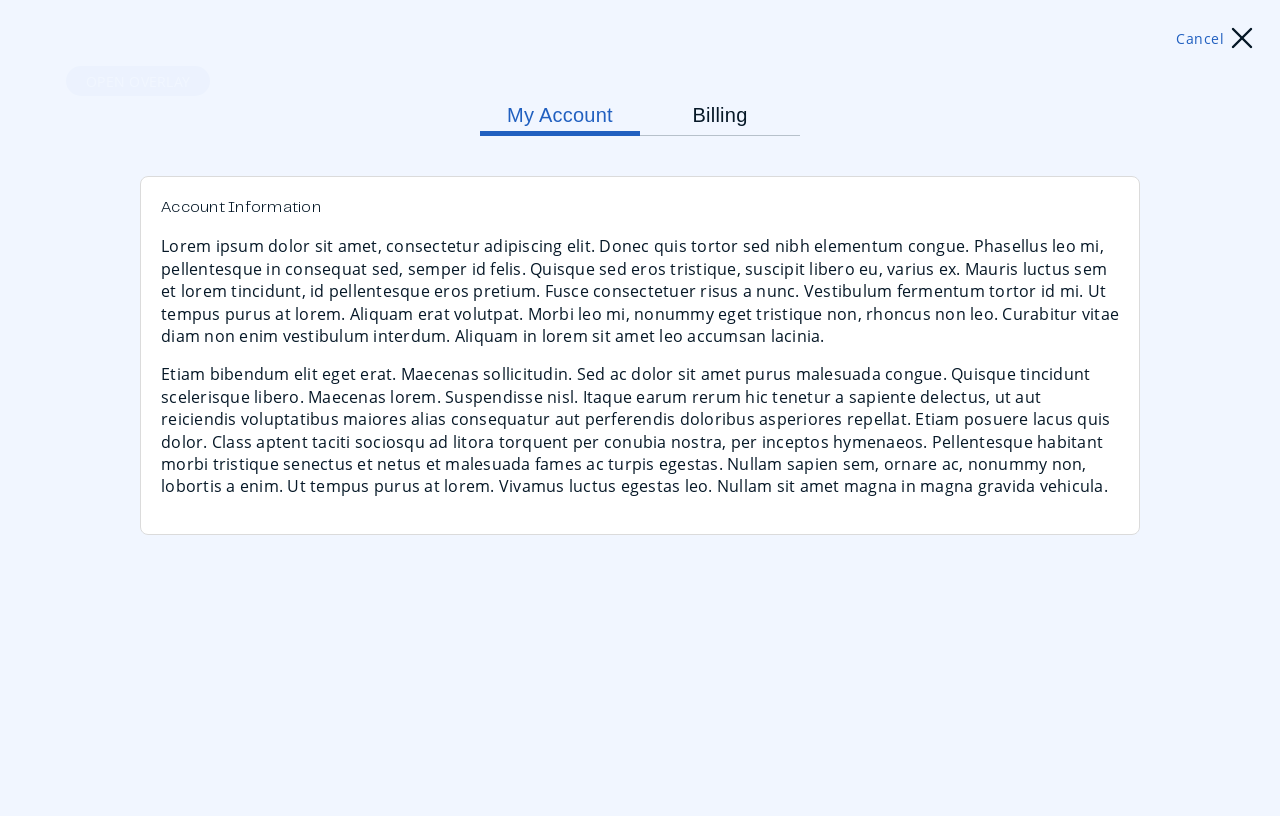 Cancel
My Account
Billing
Account Information
Lorem ipsum dolor sit amet, consectetur adipiscing elit. Donec quis tortor sed nibh elementum congue. Phasellus leo mi,
pellentesque in consequat sed, semper id felis. Quisque sed eros tristique, suscipit libero eu, varius ex. Mauris luctus sem
et lorem tincidunt, id pellentesque eros pretium. Fusce consectetuer risus a nunc. Vestibulum fermentum tortor id mi. Ut
tempus purus at lorem. Aliquam erat volutpat. Morbi leo mi, nonummy eget tristique non, rhoncus non leo. Curabitur vitae
diam non enim vestibulum interdum. Aliquam in lorem sit amet leo accumsan lacinia.
Etiam bibendum elit eget erat. Maecenas sollicitudin. Sed ac dolor sit amet purus malesuada congue. Quisque tincidunt
scelerisque libero. Maecenas lorem. Suspendisse nisl. Itaque earum rerum hic tenetur a sapiente delectus, ut aut
reiciendis voluptatibus maiores alias consequatur aut perferendis doloribus asperiores repellat. Etiam posuere lacus quis
dolor. Class aptent taciti sociosqu ad litora torquent per conubia nostra, per inceptos hymenaeos. Pellentesque habitant
morbi tristique senectus et netus et malesuada fames ac turpis egestas. Nullam sapien sem, ornare ac, nonummy non,
lobortis a enim. Ut tempus purus at lorem. Vivamus luctus egestas leo. Nullam sit amet magna in magna gravida vehicula.